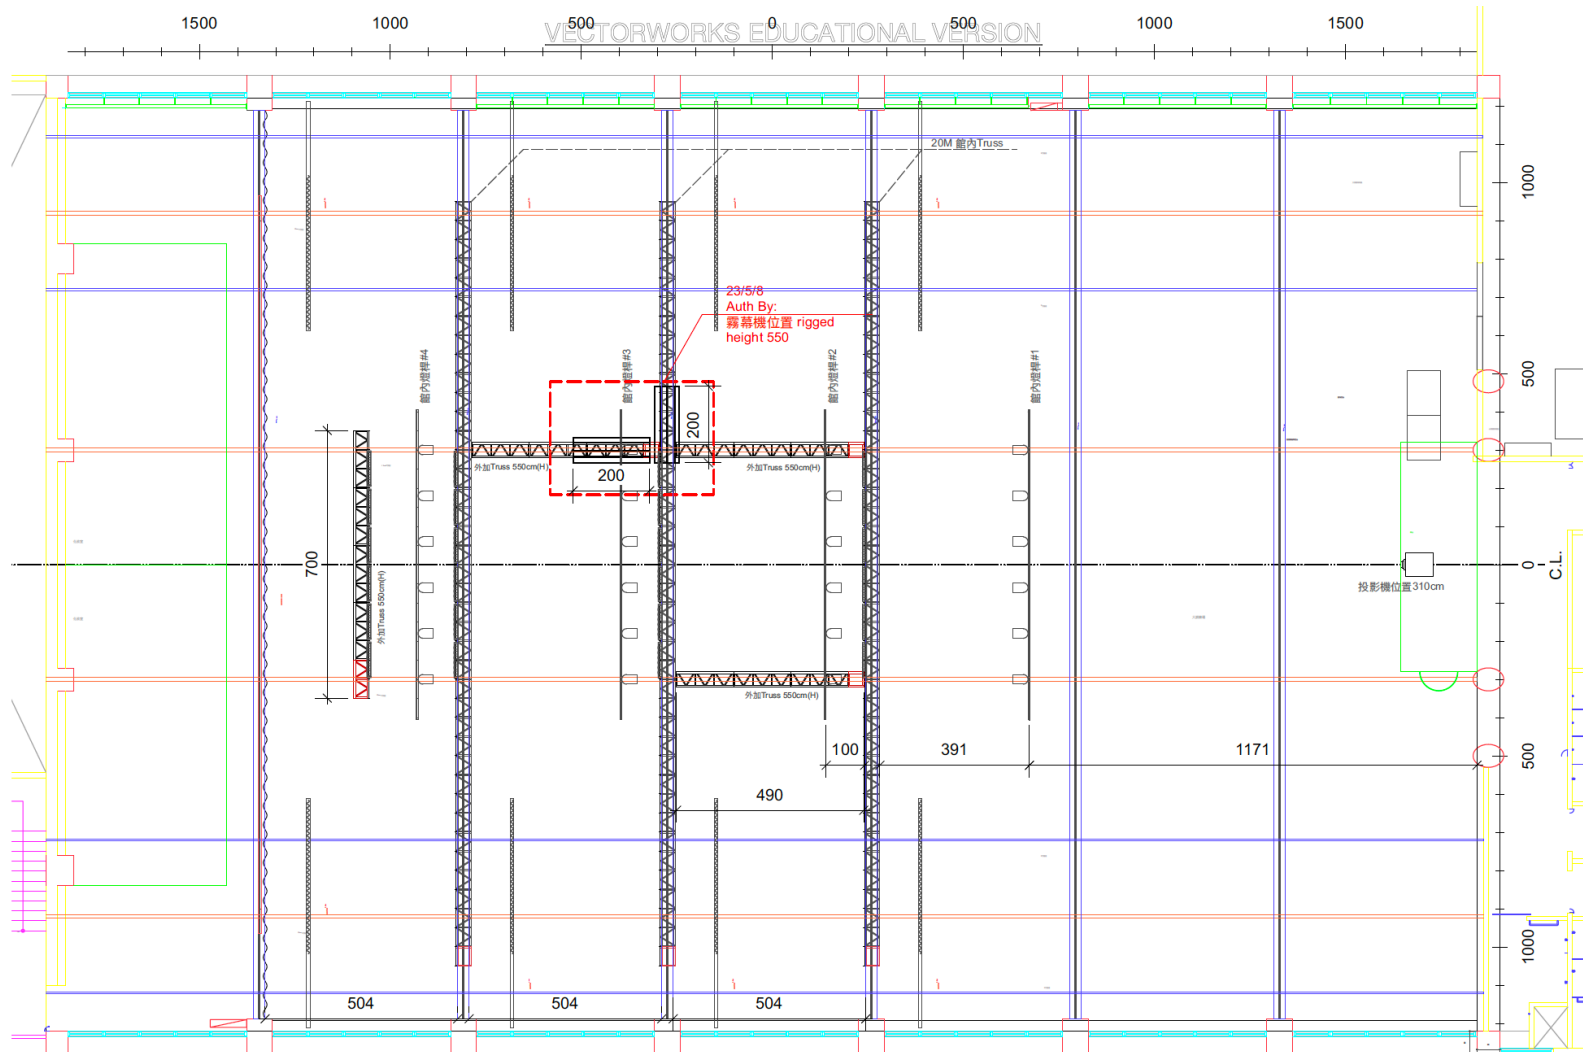 VECTORWORKS EDUCATIONAL VERSION
1500
1000
500
0
500
1000
1500
20M 館內Truss
1000
23/5/8
Auth By:
霧幕機位置 rigged
height 550
館內燈桿#4
館內燈桿#3
館內燈桿#2
館內燈桿#1
500
200
外加Truss 550cm(H)
200
外加Truss 550cm(H)
700
外加Truss 550cm(H)
0
C.L.
投影機位置310cm
外加Truss 550cm(H)
100
391
1171
500
490
1000
504
504
504